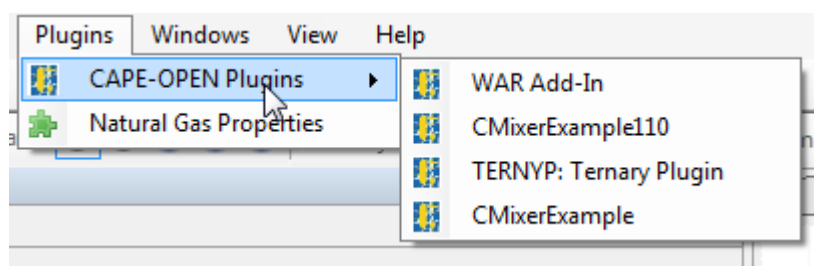 Plugins Windows View Help
CAPE-OPEN Plugins
Natural Gas Properties
WAR Add-In
CMixerExample110
TERNYP: Ternary Plugin
CMixerExample